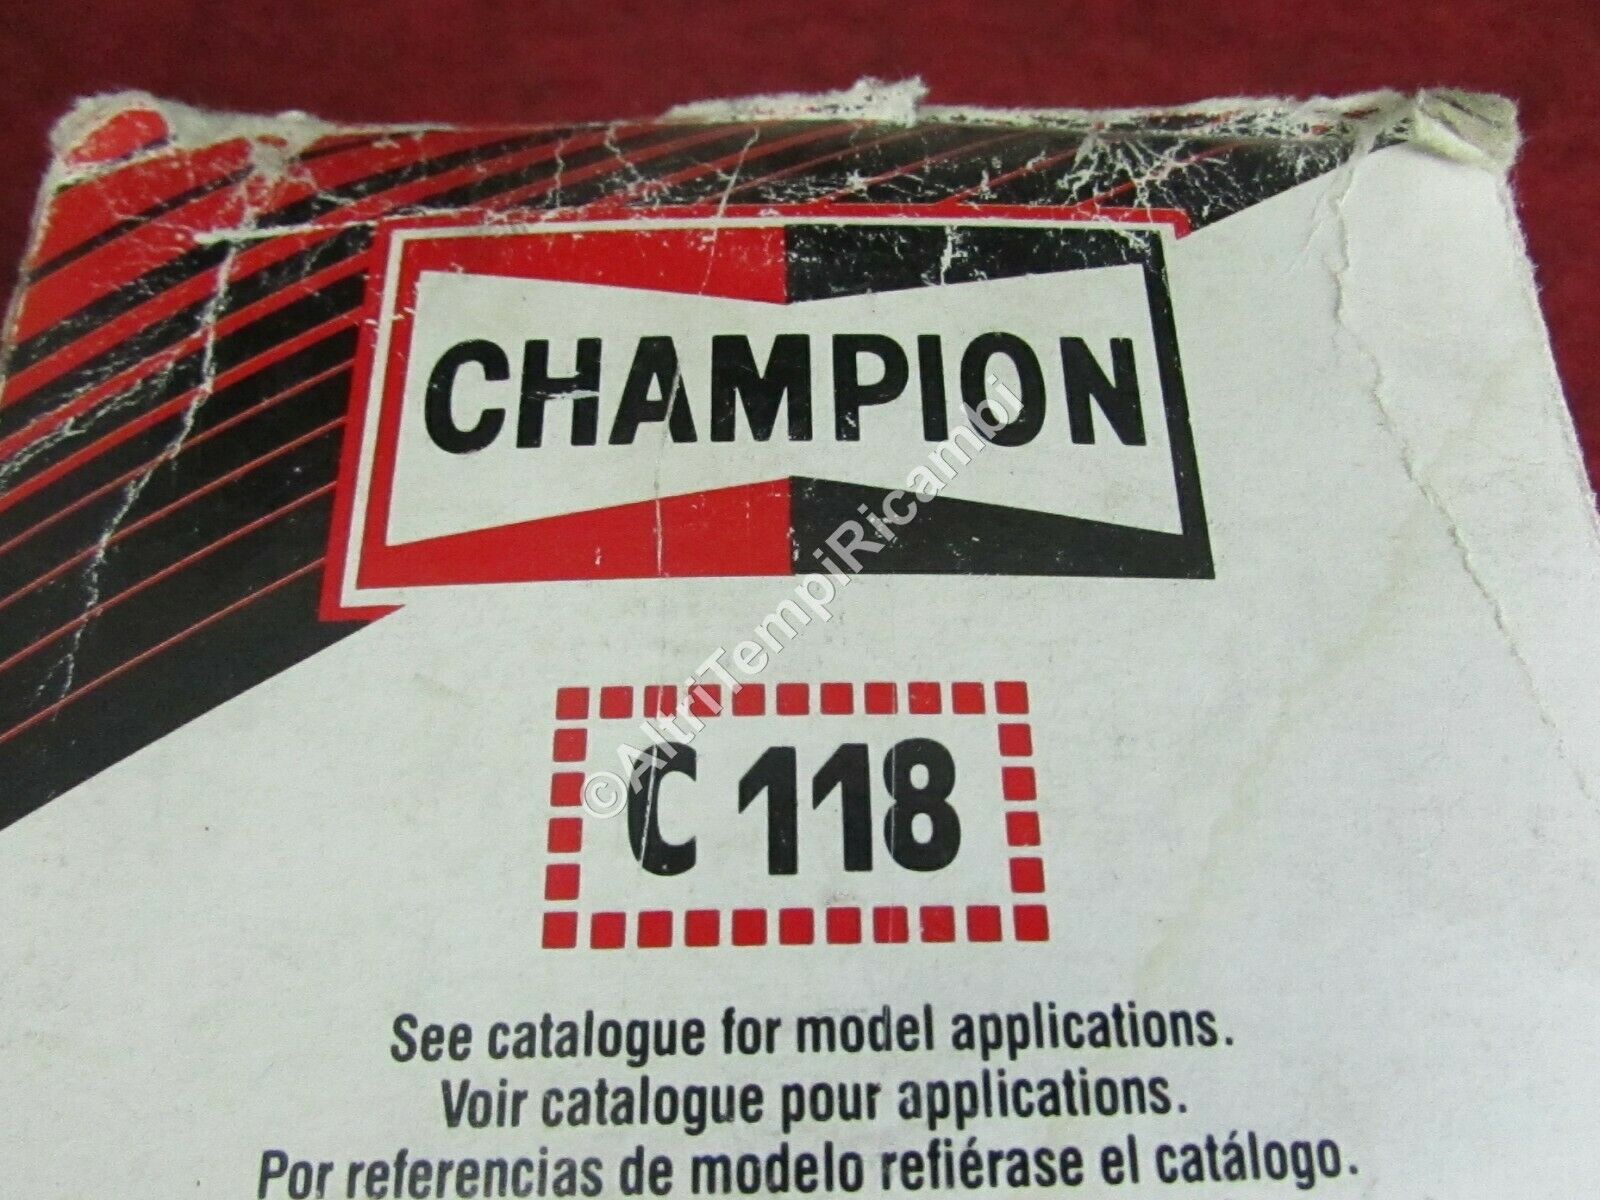 CHAMPION
C 118
See catalogue for model applications.
Voir catalogue pour applications.
Por referencias de modelo refiérase el catálogo.
©AltriTempiRicambi